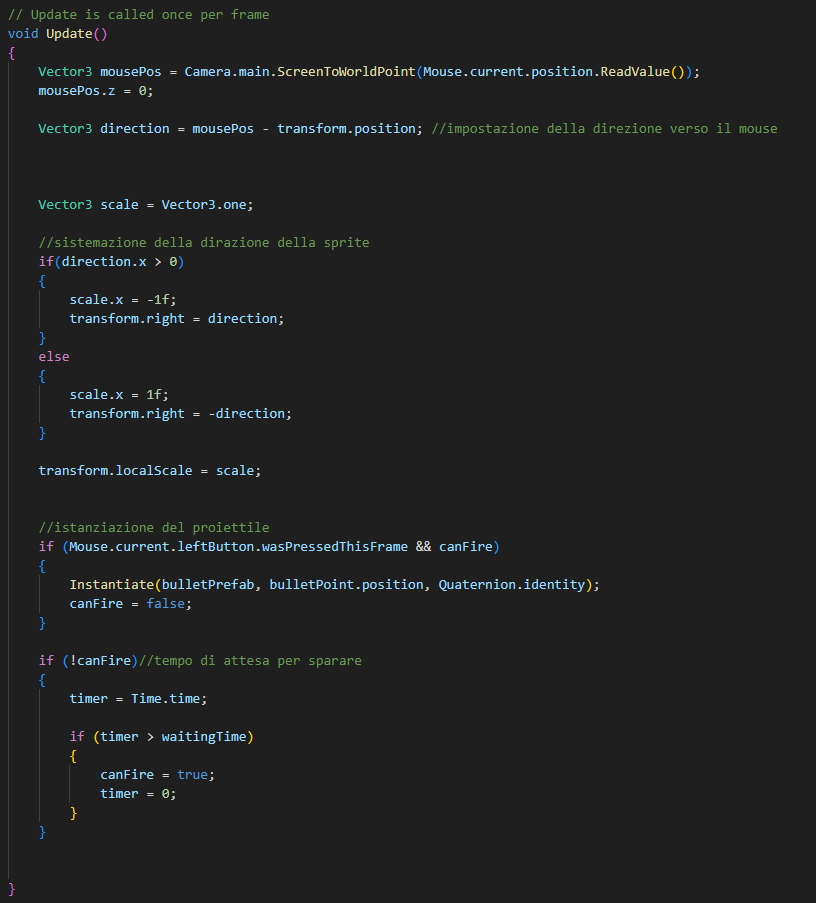 // Update is called once per frame
void Update()
{
Vector3 mousePos = Camera.main.ScreenToWorldPoint(Mouse.current.position.ReadValue());
mousePos.z = 0;
Vector3 direction = mousePos - transform.position; //impostazione della direzione verso il mouse
Vector3 scale = Vector3.one;
//sistemazione della dirazione della sprite
if(direction.x > 0)
{
scale.x = -1f;
transform.right = direction;
}
else
{
scale.x = 1f;
transform.right = -direction;
}
transform.localScale = scale;
//istanziazione del proiettile
if (Mouse.current.leftButton.wasPressedThisFrame && canFire)
{
Instantiate(bulletPrefab, bulletPoint.position, Quaternion.identity);
canFire = false;
}
if (!canFire)//tempo di attesa per sparare
{
timer = Time.time;
if (timer > waitingTime)
{
canFire = true;
timer = 0;
}
}
}